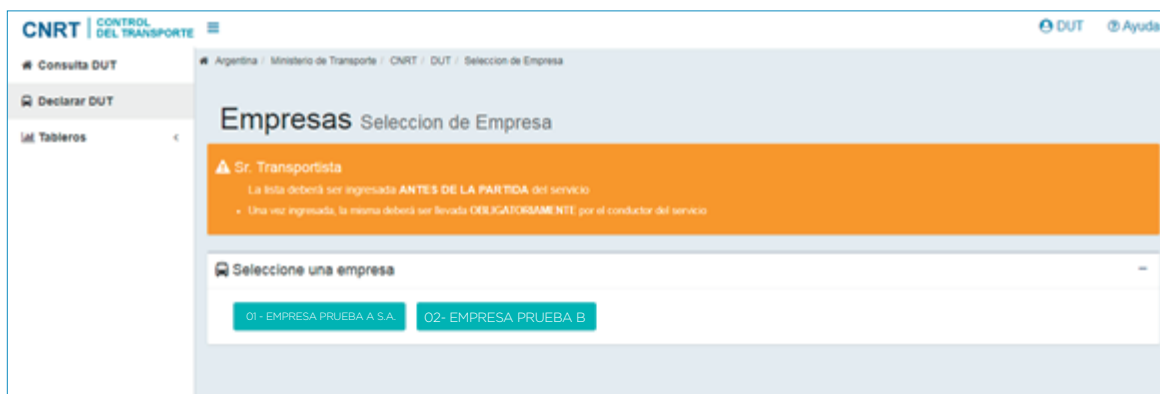 CNRT CONTROL DEL TRANSPORTE
DUT Ayuda
Consulta DUT
Declarar DUT
Tableros
Argentina / Ministerio de Transporte / CNRT / DUT / Seleccion de Empresa
Empresas Seleccion de Empresa
Sr. Transportista
La lista deberá ser ingresada ANTES DE LA PARTIDA del servicio
Una vez ingresada, la misma deberá ser llevada OBLIGATORIAMENTE por el conductor del servicio
Seleccione una empresa
01 - EMPRESA PRUEBA A S.A.
02- EMPRESA PRUEBA B